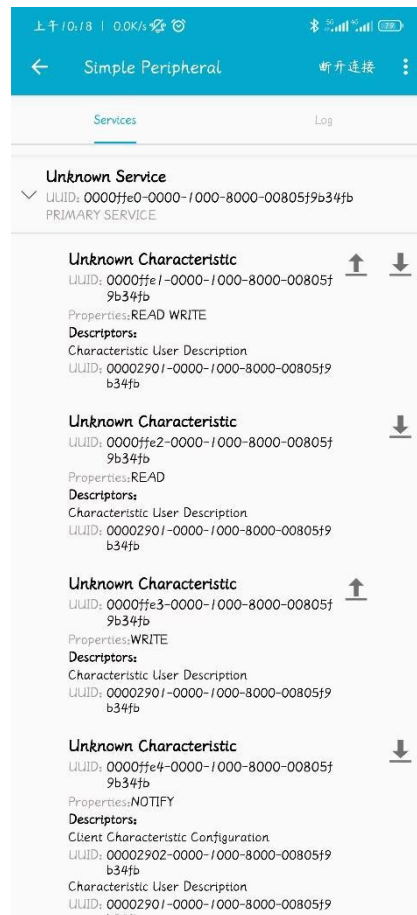 上午10:18 | 0.0K/s
Simple Peripheral
断开连接
Services
Log
Unknown Service
UUID: 0000ffe0-0000-1000-8000-00805f9b34fb
PRIMARY SERVICE
Unknown Characteristic
UUID: 0000ffe1-0000-1000-8000-00805f
9b34fb
Properties:READ WRITE
Descriptors:
Characteristic User Description
UUID: 00002901-0000-1000-8000-00805f9
b34fb
Unknown Characteristic
UUID: 0000ffe2-0000-1000-8000-00805f
9b34fb
Properties:READ
Descriptors:
Characteristic User Description
UUID: 00002901-0000-1000-8000-00805f9
b34fb
Unknown Characteristic
UUID: 0000ffe3-0000-1000-8000-00805f
9b34fb
Properties:WRITE
Descriptors:
Characteristic User Description
UUID: 00002901-0000-1000-8000-00805f9
b34fb
Unknown Characteristic
UUID: 0000ffe4-0000-1000-8000-00805f
9b34fb
Properties:NOTIFY
Descriptors:
Client Characteristic Configuration
UUID: 00002902-0000-1000-8000-00805f9
b34fb
Characteristic User Description
UUID: 00002901-0000-1000-8000-00805f9